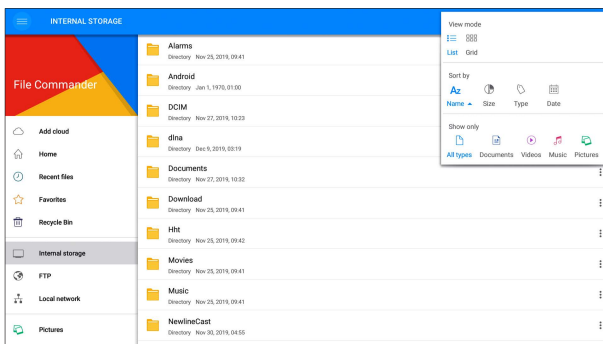 INTERNAL STORAGE
File Commander
Add cloud
Home
Recent files
Favorites
Recycle Bin
Internal storage
FTP
Local network
Pictures
Alarms
Directory Nov 25, 2019, 09:41
Android
Directory Jan 1, 1970, 01:00
DCIM
Directory Nov 27, 2019, 10:23
dlna
Directory Dec 9, 2019, 03:19
Documents
Directory Nov 27, 2019, 10:32
Download
Directory Nov 25, 2019, 09:41
Hht
Directory Nov 25, 2019, 09:42
Movies
Directory Nov 25, 2019, 09:41
Music
Directory Nov 25, 2019, 09:41
NewlineCast
Directory Nov 30, 2019, 04:55
View mode
List Grid
Sort by
Az
Name Size Type Date
Show only
All types Documents Videos Music Pictures